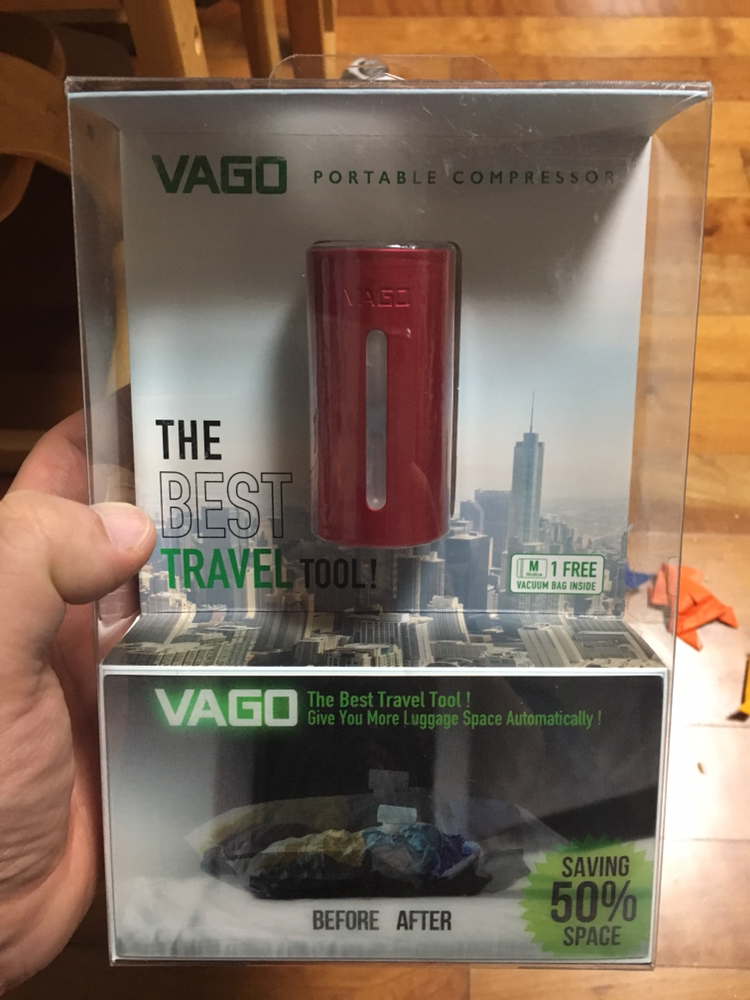 VAGO PORTABLE COMPRESSOR
VAGO
THE
BEST
TRAVEL TOOL!
M 1 FREE
Medium
VACUUM BAG INSIDE
VAGO The Best Travel Tool !
Give You More Luggage Space Automatically !
SAVING
50%
SPACE
BEFORE AFTER